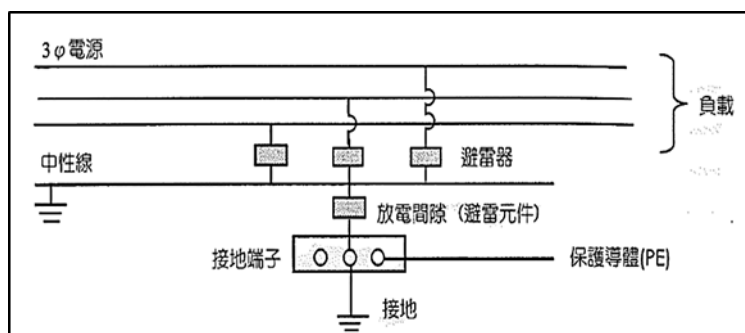 3φ電源
負載
中性線
避雷器
放電間隙（避雷元件）
接地端子
保護導體(PE)
接地